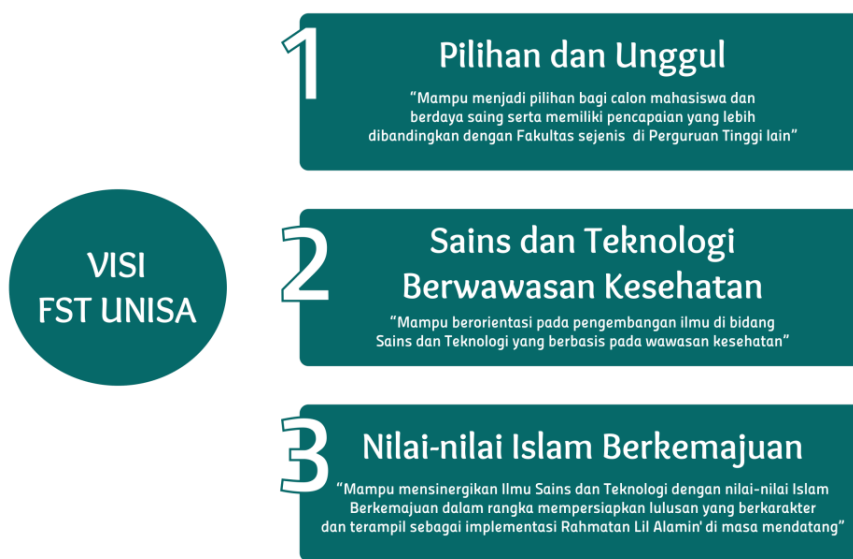 VISI
FST UNISA
1
Pilihan dan Unggul
“Mampu menjadi pilihan bagi calon mahasiswa dan
berdaya saing serta memiliki pencapaian yang lebih
dibandingkan dengan Fakultas sejenis di Perguruan Tinggi lain”
2
Sains dan Teknologi
Berwawasan Kesehatan
“Mampu berorientasi pada pengembangan ilmu di bidang
Sains dan Teknologi yang berbasis pada wawasan kesehatan”
3
Nilai-nilai Islam Berkemajuan
“Mampu mensinergikan Ilmu Sains dan Teknologi dengan nilai-nilai Islam
Berkemajuan dalam rangka mempersiapkan lulusan yang berkarakter
dan terampil sebagai implementasi Rahmatan Lil Alamin' di masa mendatang”